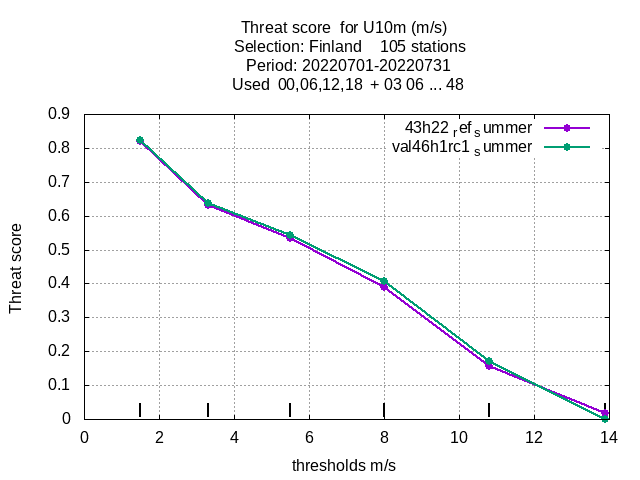 Threat score  for U10m (m/s)
Selection: Finland    105 stations
Period: 20220701-20220731
Used  00,06,12,18  + 03 06 ... 48
43h22 ref summer
val46h1rc1 summer
Threat score
0.9
0.8
0.7
0.6
0.5
0.4
0.3
0.2
0.1
0
0 2 4 6 8 10 12 14
thresholds m/s